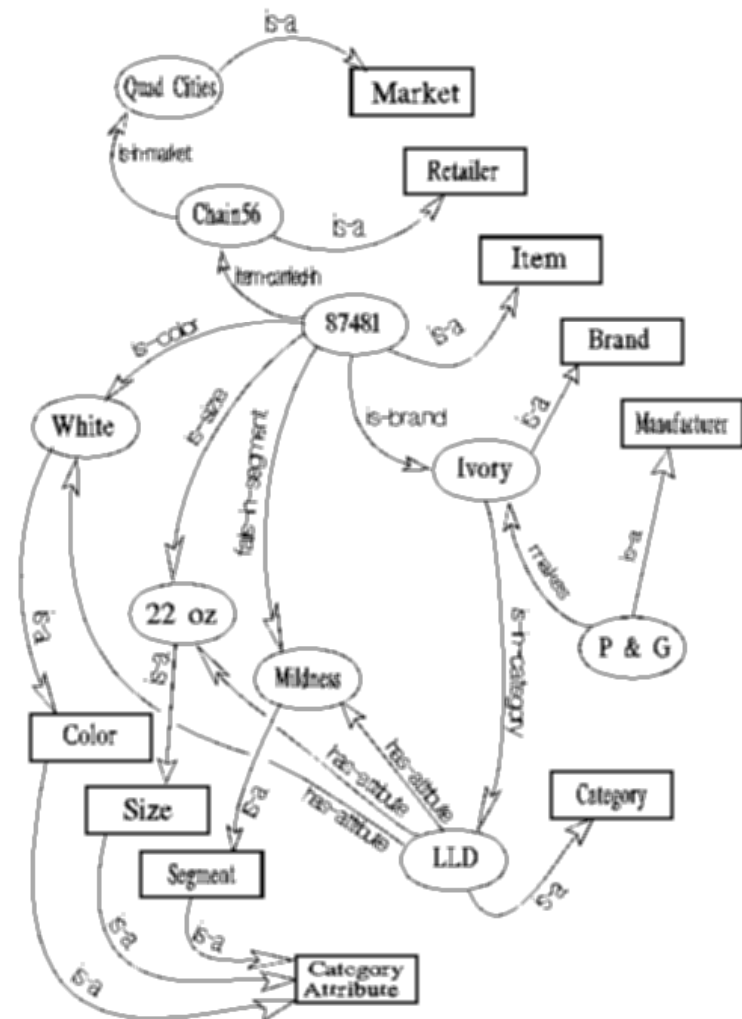 is-a
Quad Cities
Market
is-in-market
Retailer
Chain56
is-a
Item
item-carried-in
87481
is-a
is-color
Brand
White
is-size
is-brand
is-a
Manufacturer
Ivory
falls-in-segment
makes
is-a
22 oz
is-a
is-a
is-in-category
P & G
Mildness
Color
has-attribute
has-attribute
has-attribute
Size
is-a
Category
LLD
Segment
is-a
is-a
is-a
is-a
Category
Attribute